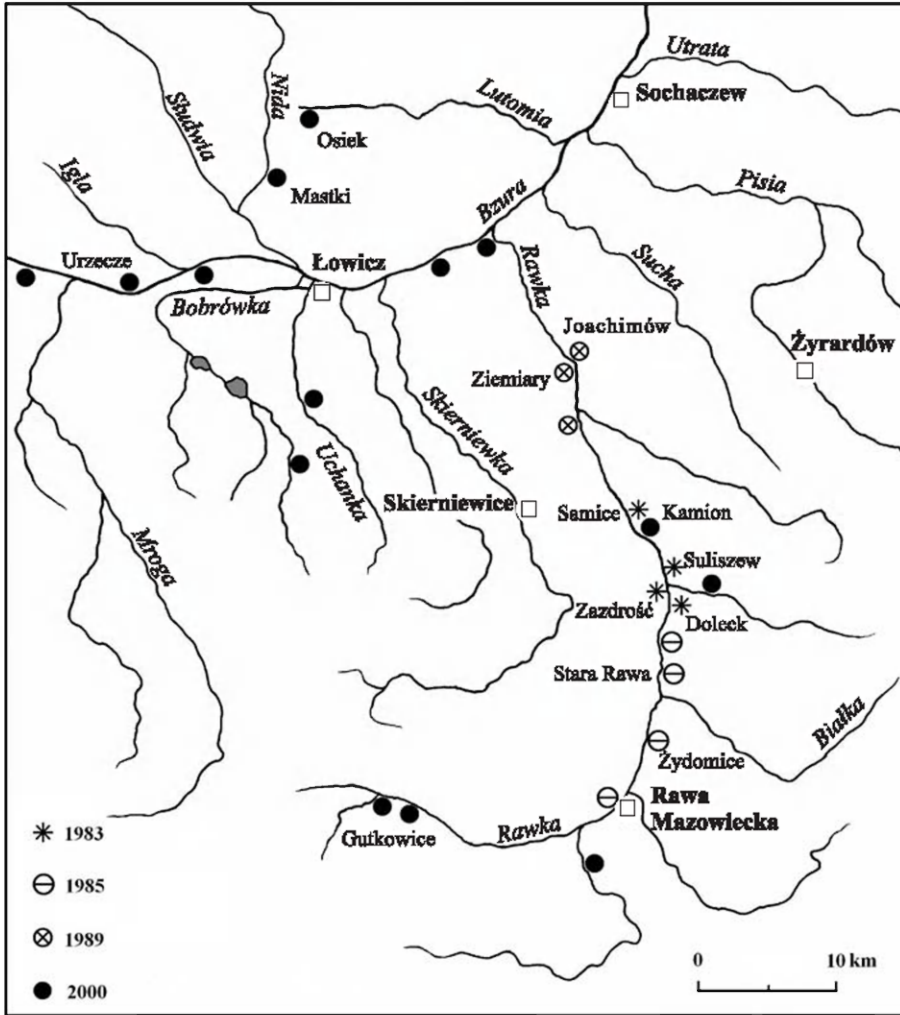 Utrata
Sochaczew
Nida
Lutomia
Słudwia
Osiek
Igla
Mastki
Pisia
Bzura
Urzecze
Łowicz
Rawka
Sucha
Bobrówka
Joachimów
Żyrardów
Ziemiary
Skierniewka
Uchanka
Skierniewice
Samice
Kamion
Mroga
Suliszew
Zazdrość
Doleck
Stara Rawa
Białka
Żydomice
Rawa
Mazowiecka
Gutkowice
Rawka
1983
1985
1989
2000
0 10 km